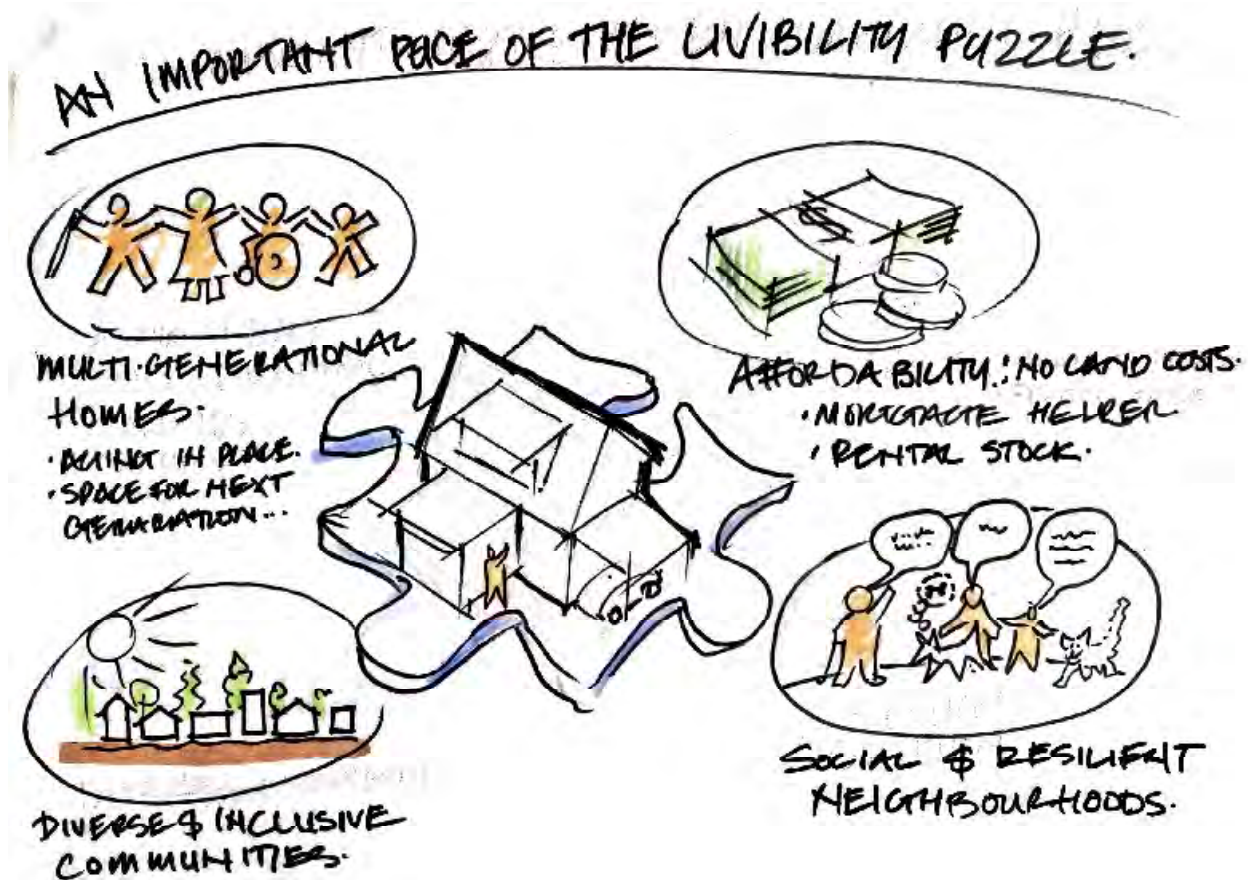 AN IMPORTANT PEICE OF THE LIVIBILITY PUZZLE.
MULTI-GENERATIONAL
HOMES.
• AGING IN PLACE.
• SPACE FOR NEXT
GENERATION...
AFFORDABILITY: NO LAND COSTS.
• MORTGAGE HELPER
• RENTAL STOCK.
DIVERSE & INCLUSIVE
COMMUNITIES.
SOCIAL & RESILIENT
NEIGHBOURHOODS.